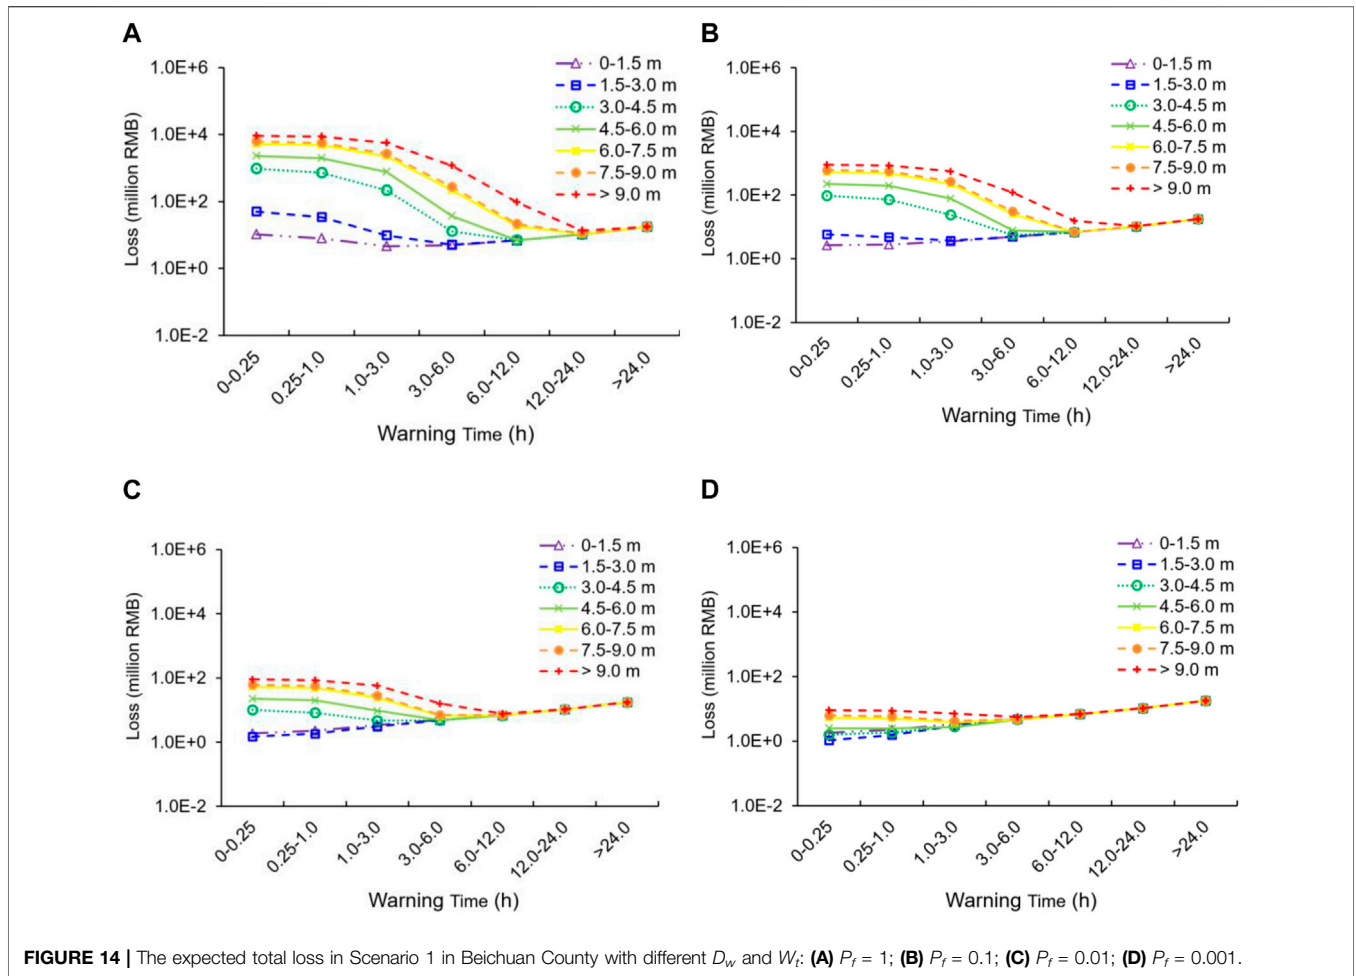 A
Loss (million RMB)
1.0E+6
1.0E+4
1.0E+2
1.0E+0
1.0E-2
0-1.5 m
1.5-3.0 m
3.0-4.5 m
4.5-6.0 m
6.0-7.5 m
7.5-9.0 m
> 9.0 m
0-0.25
0.25-1.0
1.0-3.0
3.0-6.0
6.0-12.0
12.0-24.0
>24.0
Warning Time (h)
B
Loss (million RMB)
1.0E+6
1.0E+4
1.0E+2
1.0E+0
1.0E-2
0-1.5 m
1.5-3.0 m
3.0-4.5 m
4.5-6.0 m
6.0-7.5 m
7.5-9.0 m
> 9.0 m
0-0.25
0.25-1.0
1.0-3.0
3.0-6.0
6.0-12.0
12.0-24.0
>24.0
Warning Time (h)
C
Loss (million RMB)
1.0E+6
1.0E+4
1.0E+2
1.0E+0
1.0E-2
0-1.5 m
1.5-3.0 m
3.0-4.5 m
4.5-6.0 m
6.0-7.5 m
7.5-9.0 m
> 9.0 m
0-0.25
0.25-1.0
1.0-3.0
3.0-6.0
6.0-12.0
12.0-24.0
>24.0
Warning Time (h)
D
Loss (million RMB)
1.0E+6
1.0E+4
1.0E+2
1.0E+0
1.0E-2
0-1.5 m
1.5-3.0 m
3.0-4.5 m
4.5-6.0 m
6.0-7.5 m
7.5-9.0 m
> 9.0 m
0-0.25
0.25-1.0
1.0-3.0
3.0-6.0
6.0-12.0
12.0-24.0
>24.0
Warning Time (h)
FIGURE 14 | The expected total loss in Scenario 1 in Beichuan County with different Dw and Wt: (A) Pf = 1; (B) Pf = 0.1; (C) Pf = 0.01; (D) Pf = 0.001.